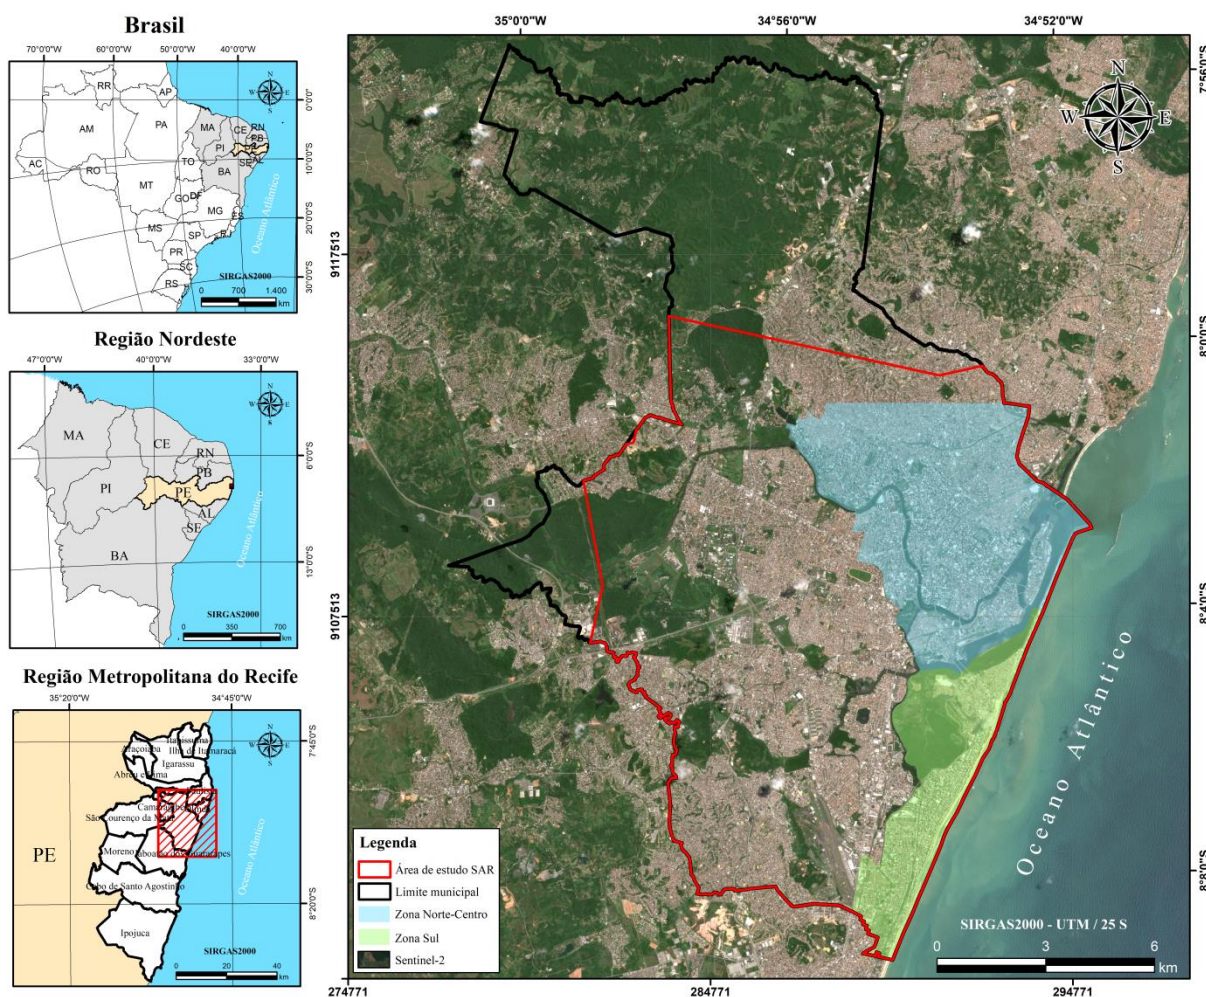 Brasil
70°0'0"W 60°0'0"W 50°0'0"W 40°0'0"W
N
W E
S
RR
AP
0°0'
AM
PA
MA
CE
RN
PB
PI
AC
RO
TO
SE
AL
10°0'0"S
MT
BA
GO
DF
MG
ES
20°0'0"S
MS
SP
RJ
PR
SC
RS
Oceano Atlântico
SIRGAS2000
30°0'0"S
0 700 1.400
km
Região Nordeste
47°0'0"W 40°0'0"W 33°0'0"W
N
W E
S
MA
CE
RN
6°0'0"S
PB
PI
PE
AL
SE
BA
Oceano Atlântico
13°0'0"S
SIRGAS2000
0 350 700
km
Região Metropolitana do Recife
35°20'0"W 34°45'0"W
N
W E
S
7°45'0"S
Araçoiaba
Itapissuma
Ilha de Itamaracá
Igarassu
Abreu e Lima
São Lourenço da Mata
PE
Moreno
Cabo de Santo Agostinho
8°20'0"S
Ipojuca
Oceano Atlântico
SIRGAS2000
0 20 40
km
35°0'0"W 34°56'0"W 34°52'0"W
N
W E
S
7°56'0"S
9117513
8°0'0"S
9107513
8°4'0"S
Oceano Atlântico
8°8'0"S
Legenda
Área de estudo SAR
Limite municipal
Zona Norte-Centro
Zona Sul
Sentinel-2
SIRGAS2000 - UTM / 25 S
0 3 6
km
274771 284771 294771